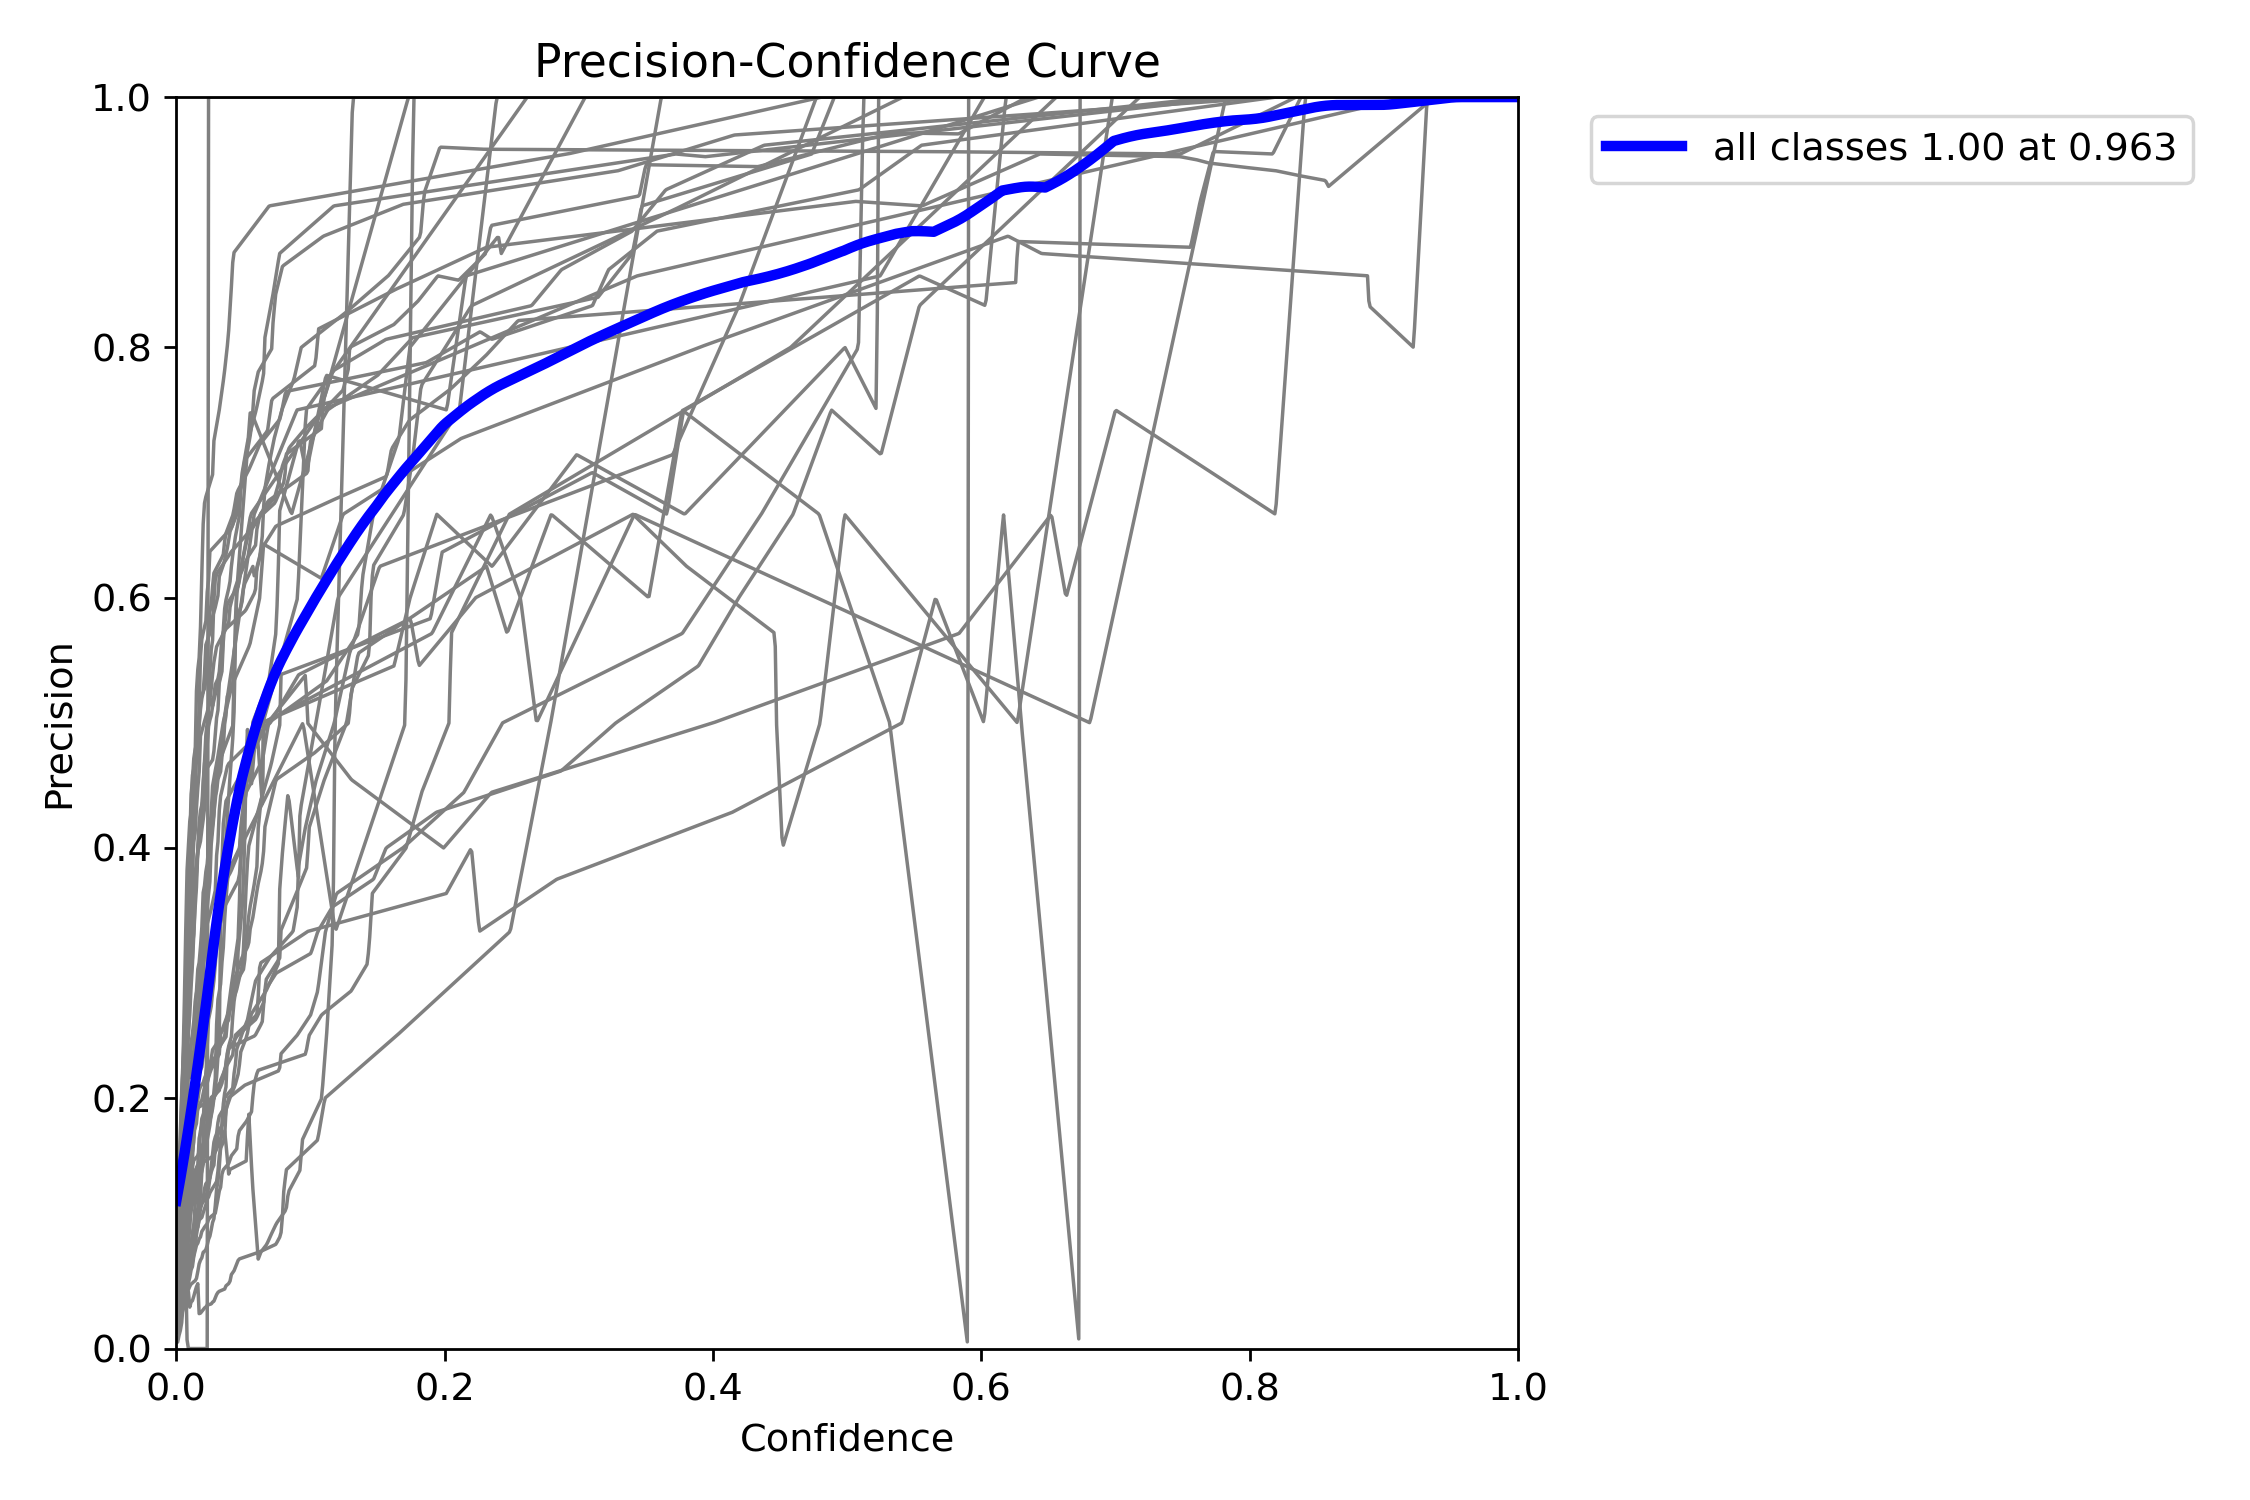 Precision-Confidence Curve
1.0
0.8
0.6
0.4
0.2
0.0
Precision
0.0 0.2 0.4 0.6 0.8 1.0
Confidence
all classes 1.00 at 0.963